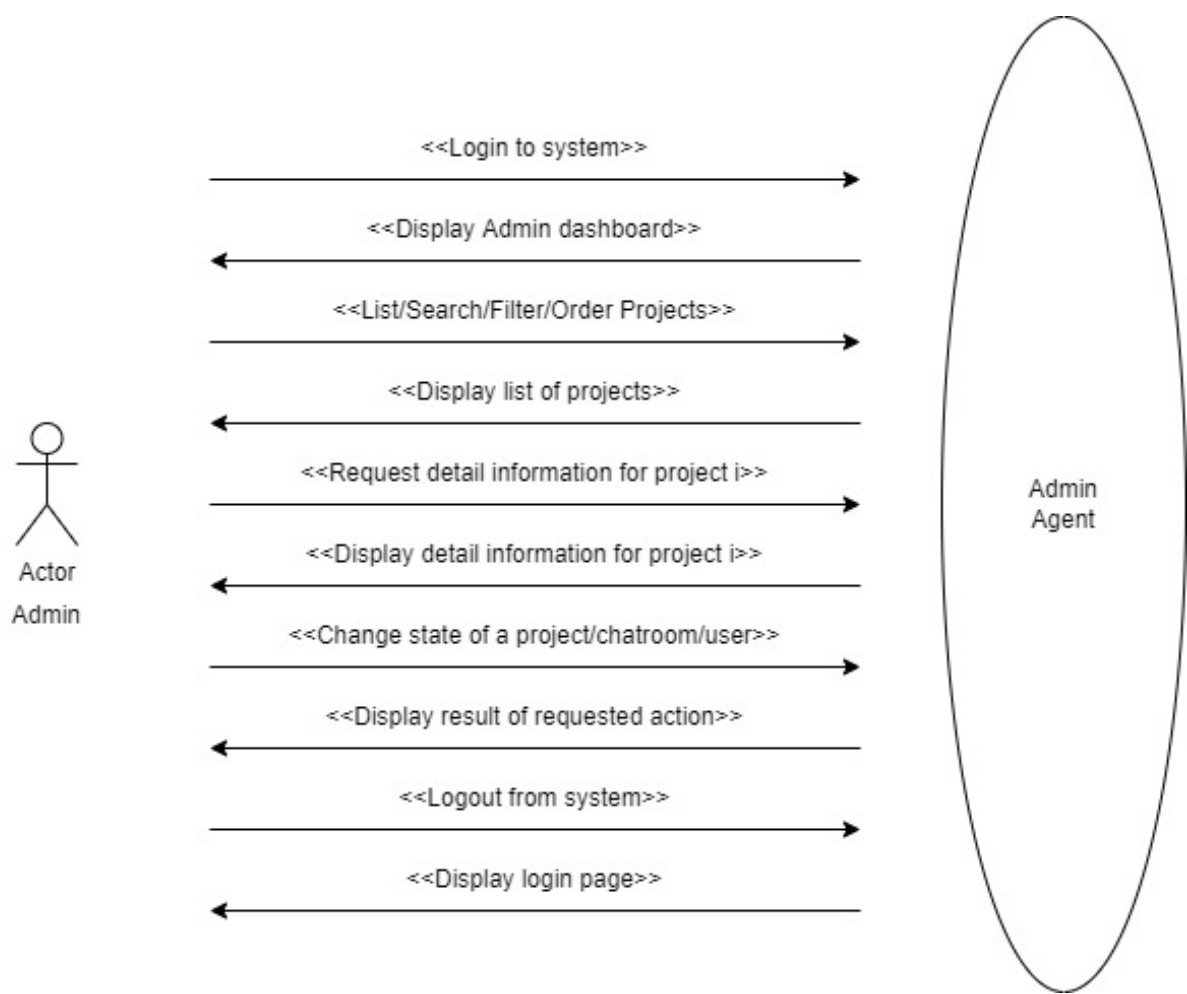 <<Login to system>>
<<Display Admin dashboard>>
<<List/Search/Filter/Order Projects>>
<<Display list of projects>>
<<Request detail information for project i>>
<<Display detail information for project i>>
<<Change state of a project/chatroom/user>>
<<Display result of requested action>>
<<Logout from system>>
<<Display login page>>
Actor
Admin
Admin
Agent